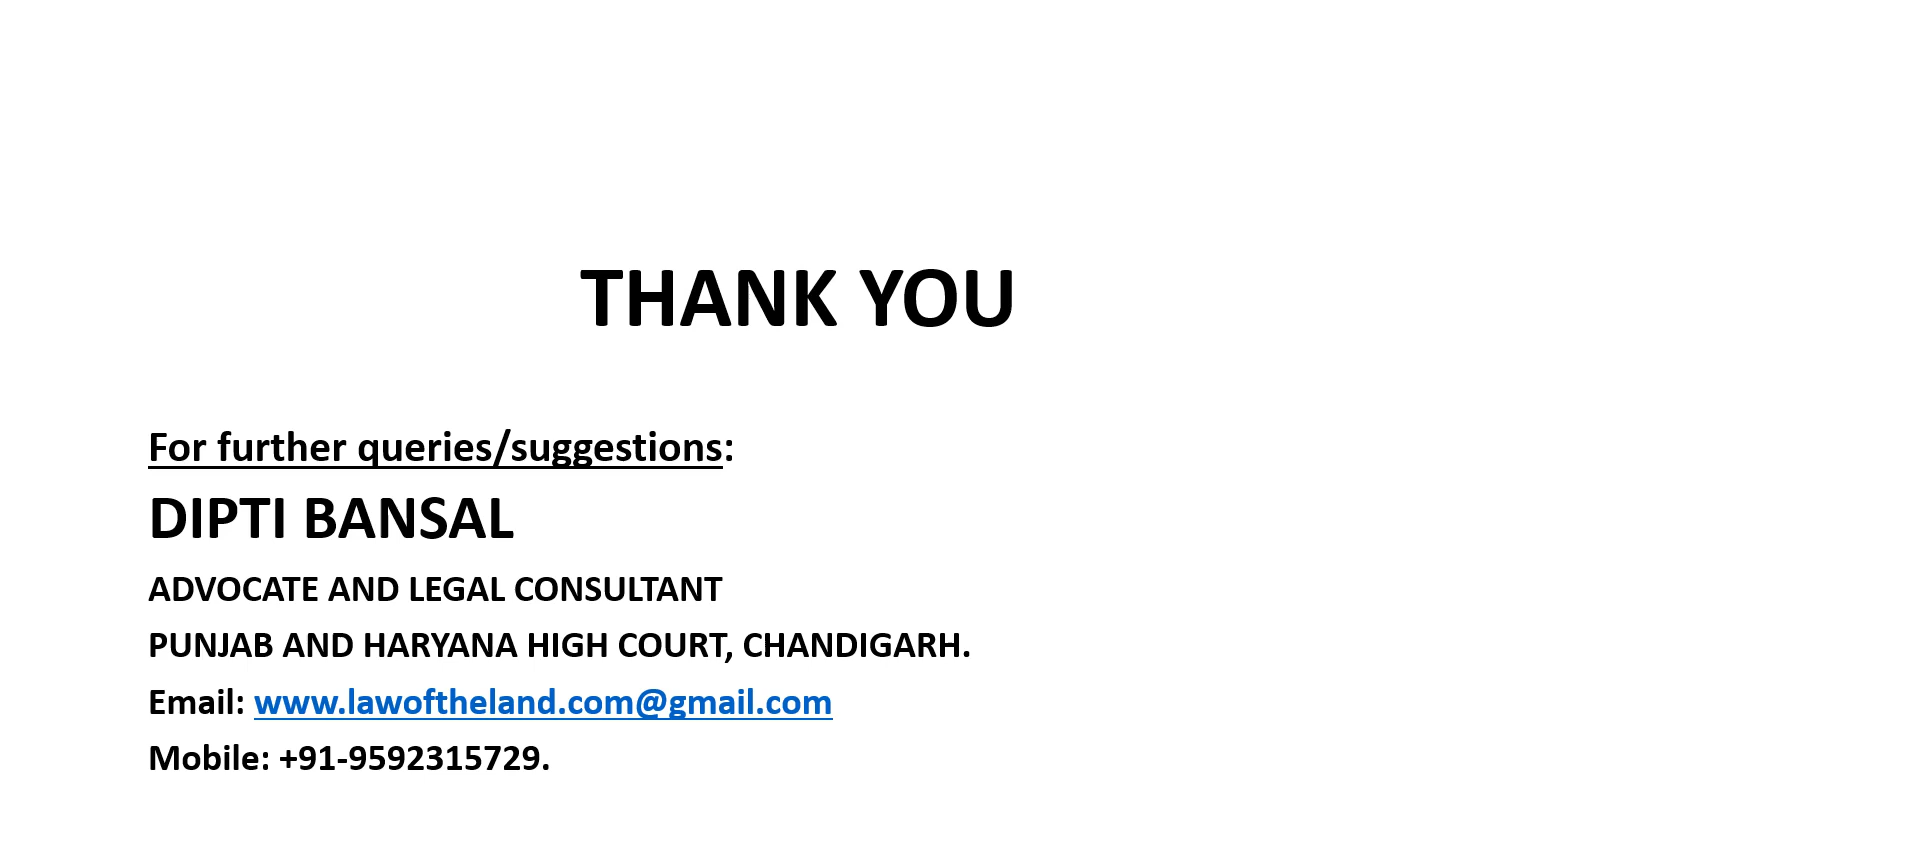 THANK YOU
For further queries/suggestions:
DIPTI BANSAL
ADVOCATE AND LEGAL CONSULTANT
PUNJAB AND HARYANA HIGH COURT, CHANDIGARH.
Email: www.lawoftheland.com@gmail.com
Mobile: +91-9592315729.